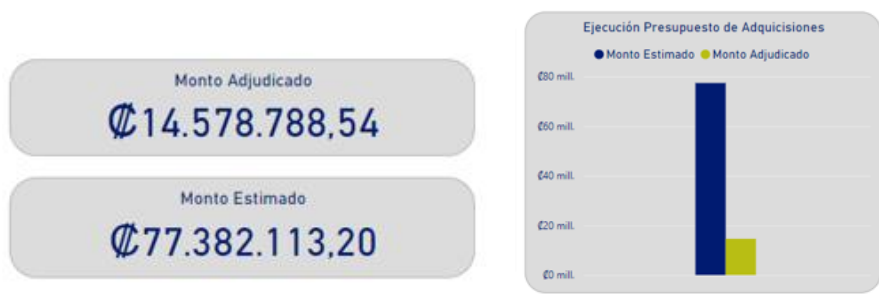 Monto Adjudicado
₡14.578.788,54
Monto Estimado
₡77.382.113,20
Ejecución Presupuesto de Adquicisiones
Monto Estimado Monto Adjudicado
₡80 mill.
₡60 mill.
₡40 mill.
₡20 mill.
₡0 mill.